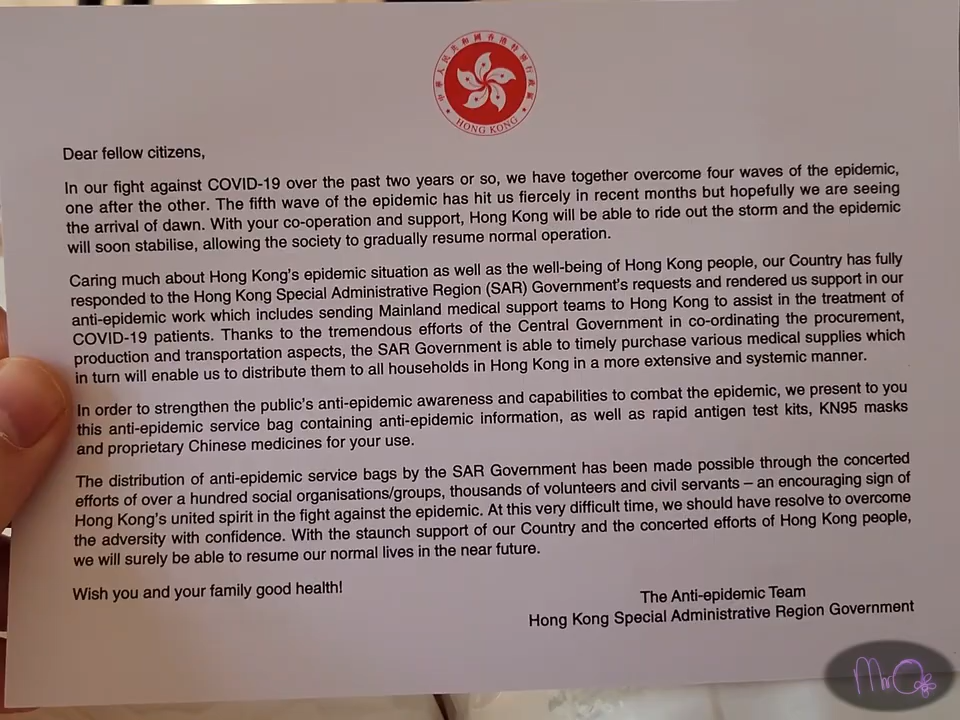 中華人民共和國香港特別行政區
HONG KONG
Dear fellow citizens,
In our fight against COVID-19 over the past two years or so, we have together overcome four waves of the epidemic,
one after the other. The fifth wave of the epidemic has hit us fiercely in recent months but hopefully we are seeing
the arrival of dawn. With your co-operation and support, Hong Kong will be able to ride out the storm and the epidemic
will soon stabilise, allowing the society to gradually resume normal operation.
Caring much about Hong Kong's epidemic situation as well as the well-being of Hong Kong people, our Country has fully
responded to the Hong Kong Special Administrative Region (SAR) Government's requests and rendered us support in our
anti-epidemic work which includes sending Mainland medical support teams to Hong Kong to assist in the treatment of
COVID-19 patients. Thanks to the tremendous efforts of the Central Government in co-ordinating the procurement,
production and transportation aspects, the SAR Government is able to timely purchase various medical supplies which
in turn will enable us to distribute them to all households in Hong Kong in a more extensive and systemic manner.
In order to strengthen the public's anti-epidemic awareness and capabilities to combat the epidemic, we present to you
this anti-epidemic service bag containing anti-epidemic information, as well as rapid antigen test kits, KN95 masks
and proprietary Chinese medicines for your use.
The distribution of anti-epidemic service bags by the SAR Government has been made possible through the concerted
efforts of over a hundred social organisations/groups, thousands of volunteers and civil servants – an encouraging sign of
Hong Kong's united spirit in the fight against the epidemic. At this very difficult time, we should have resolve to overcome
the adversity with confidence. With the staunch support of our Country and the concerted efforts of Hong Kong people,
we will surely be able to resume our normal lives in the near future.
Wish you and your family good health!
The Anti-epidemic Team
Hong Kong Special Administrative Region Government